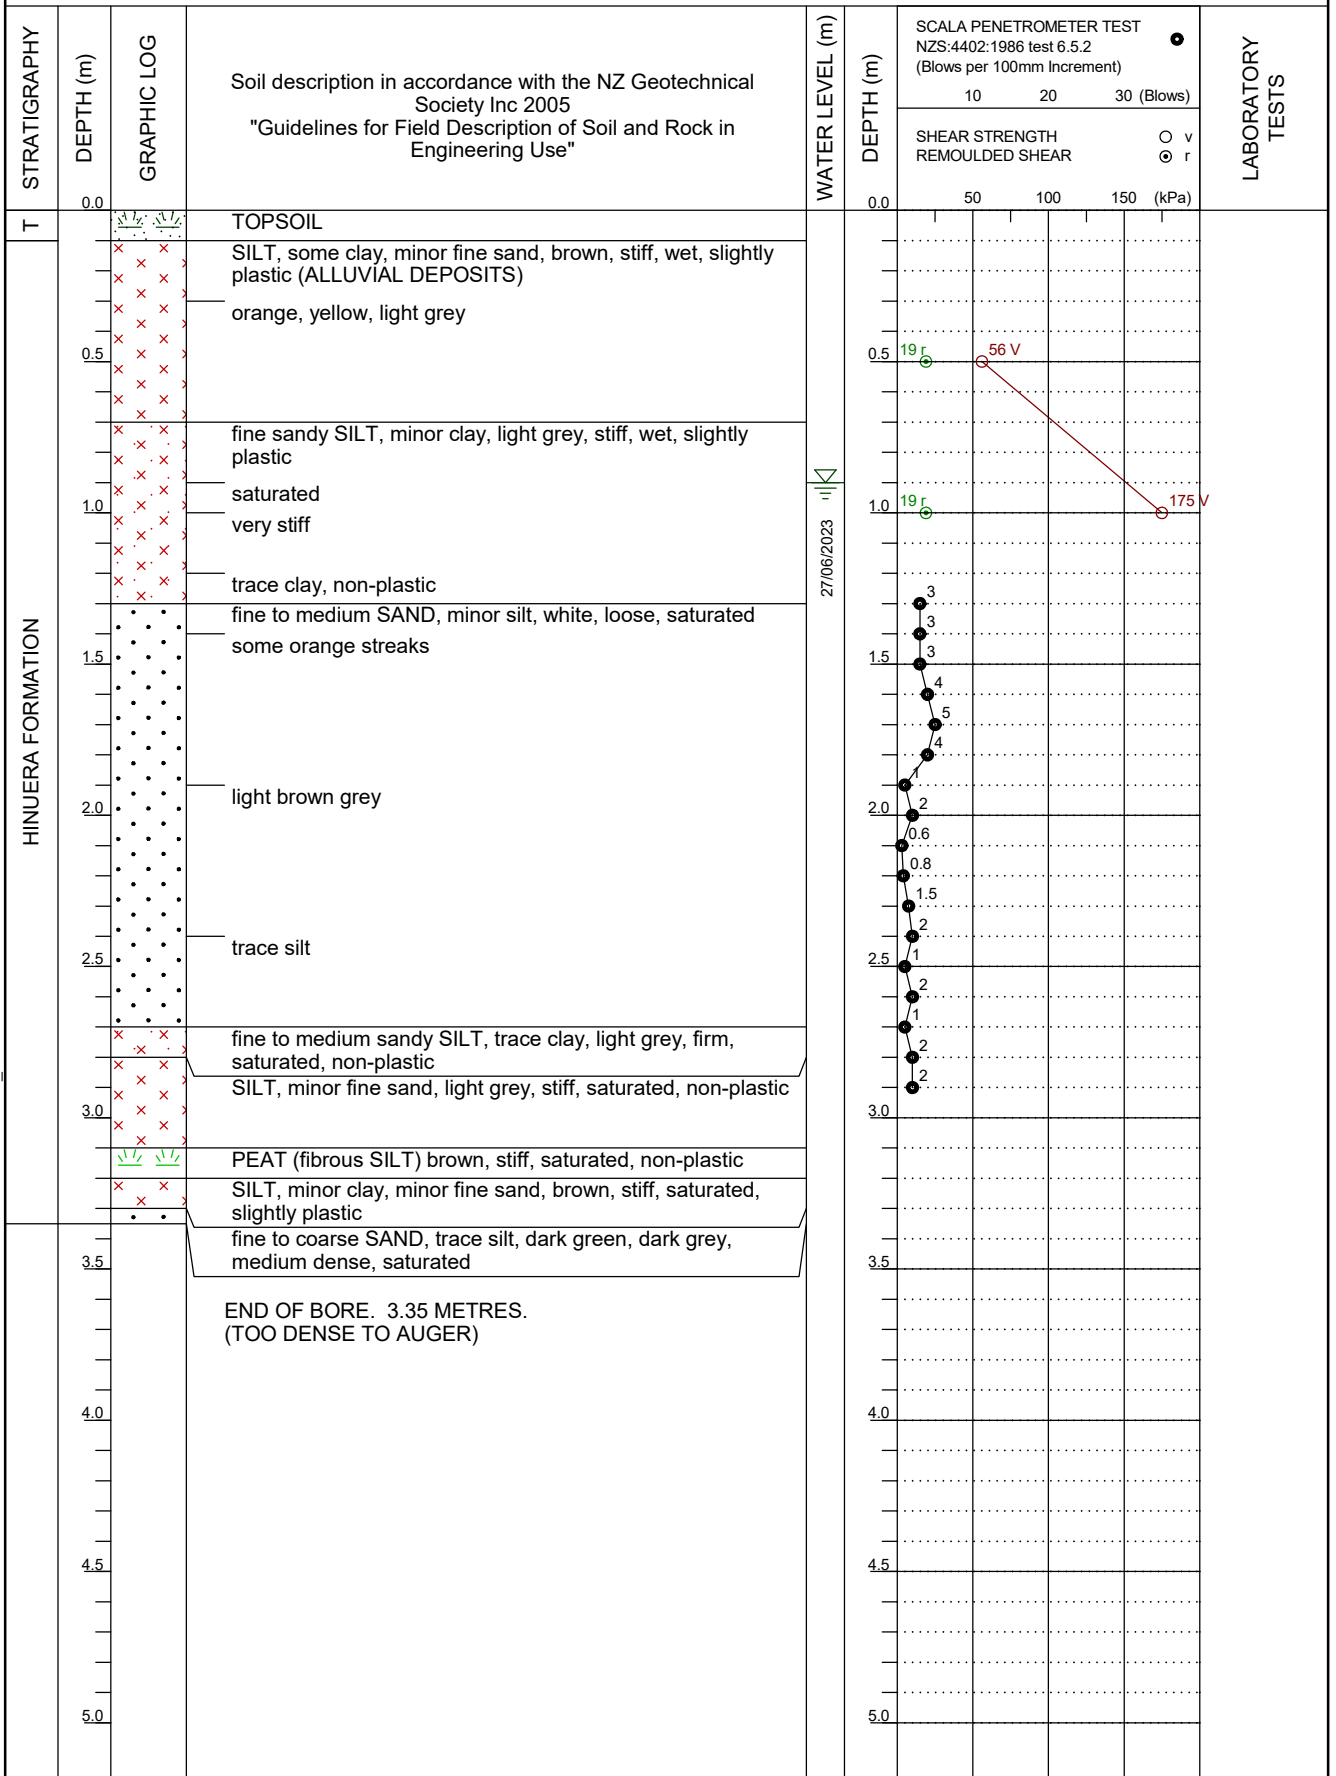 STRATIGRAPHY
DEPTH (m)
GRAPHIC LOG
Soil description in accordance with the NZ Geotechnical
Society Inc 2005
"Guidelines for Field Description of Soil and Rock in
Engineering Use"
WATER LEVEL (m)
DEPTH (m)
SCALA PENETROMETER TEST
NZS:4402:1986 test 6.5.2
(Blows per 100mm Increment)
10 20 30 (Blows)
SHEAR STRENGTH v
REMOULDED SHEAR r
50 100 150 (kPa)
LABORATORY
TESTS
0.0
0.0
T
TOPSOIL
SILT, some clay, minor fine sand, brown, stiff, wet, slightly
plastic (ALLUVIAL DEPOSITS)
orange, yellow, light grey
0.5
0.5
19 r
56 V
fine sandy SILT, minor clay, light grey, stiff, wet, slightly
plastic
saturated
1.0
very stiff
27/06/2023
1.0
19 r
175 V
trace clay, non-plastic
3
fine to medium SAND, minor silt, white, loose, saturated
3
some orange streaks
1.5
1.5
3
4
5
4
HINUERA FORMATION
1
light brown grey
2.0
2.0
2
0.6
0.8
1.5
2
trace silt
2.5
2.5
1
2
1
fine to medium sandy SILT, trace clay, light grey, firm,
saturated, non-plastic
2
SILT, minor fine sand, light grey, stiff, saturated, non-plastic
2
3.0
3.0
PEAT (fibrous SILT) brown, stiff, saturated, non-plastic
SILT, minor clay, minor fine sand, brown, stiff, saturated,
slightly plastic
fine to coarse SAND, trace silt, dark green, dark grey,
medium dense, saturated
3.5
3.5
END OF BORE. 3.35 METRES.
(TOO DENSE TO AUGER)
4.0
4.0
4.5
4.5
5.0
5.0